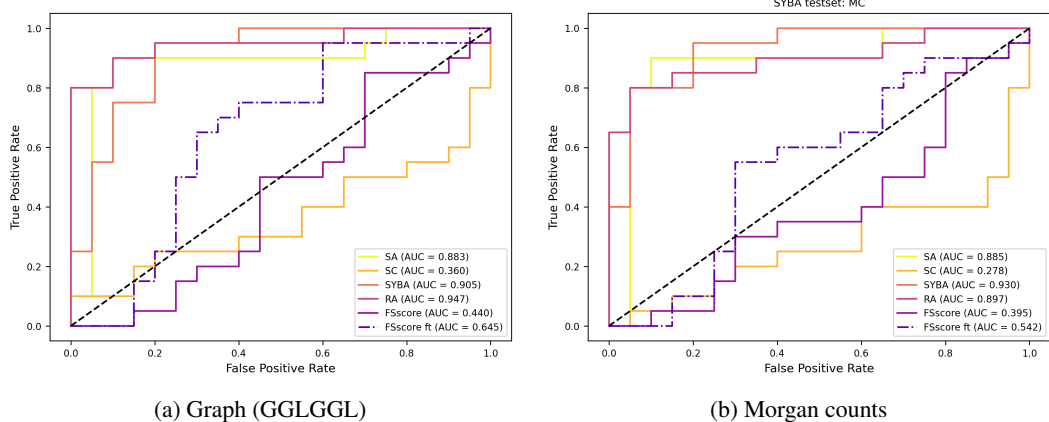 1.0
0.8
0.6
0.4
0.2
0.0
True Positive Rate
0.0 0.2 0.4 0.6 0.8 1.0
False Positive Rate
SA (AUC = 0.883)
SC (AUC = 0.360)
SYBA (AUC = 0.905)
RA (AUC = 0.947)
FSscore (AUC = 0.440)
FSscore ft (AUC = 0.645)
(a) Graph (GGLGGL)
SYBA testset: MC
1.0
0.8
0.6
0.4
0.2
0.0
True Positive Rate
0.0 0.2 0.4 0.6 0.8 1.0
False Positive Rate
SA (AUC = 0.885)
SC (AUC = 0.278)
SYBA (AUC = 0.930)
RA (AUC = 0.897)
FSscore (AUC = 0.395)
FSscore ft (AUC = 0.542)
(b) Morgan counts